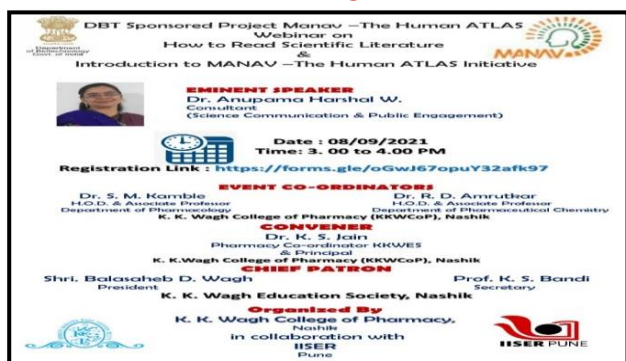 DBT Sponsored Project Manav –The Human ATLAS
Webinar on
How to Read Scientific Literature
&
Introduction to MANAV –The Human ATLAS Initiative
Department
of Biotechnology
Govt. of India
MANAV
EMINENT SPEAKER
Dr. Anupama Harshal W.
Consultant
(Science Communication & Public Engagement)
Date : 08/09/2021
Time: 3. 00 to 4.00 PM
Registration Link : https://forms.gle/oGwJ67opuY32afk97
EVENT CO-ORDINATORS
Dr. S. M. Kamble
H.O.D. & Associate Professor
Department of Pharmacology
Dr. R. D. Amrutkar
H.O.D. & Associate Professor
Department of Pharmaceutical Chemistry
K. K. Wagh College of Pharmacy (KKWCoP), Nashik
CONVENER
Dr. K. S. Jain
Pharmacy Co-ordinator KKWES
& Principal
K. K.Wagh College of Pharmacy (KKWCoP), Nashik
CHIEF PATRON
Shri. Balasaheb D. Wagh
President
Prof. K. S. Bandi
Secretary
K. K. Wagh Education Society, Nashik
Organized By
K. K. Wagh College of Pharmacy,
Nashik
in collaboration with
IISER
Pune
IISER PUNE